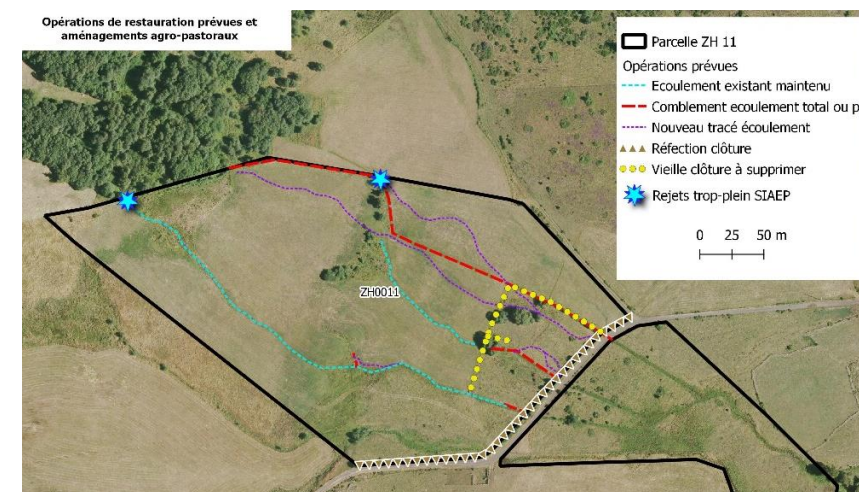 Opérations de restauration prévues et
aménagements agro-pastoraux
Parcelle ZH 11
Opérations prévues
Ecoulement existant maintenu
Comblement ecoulement total ou p
Nouveau tracé écoulement
Réfection clôture
Vieille clôture à supprimer
Rejets trop-plein SIAEP
0 25 50 m
ZH0011